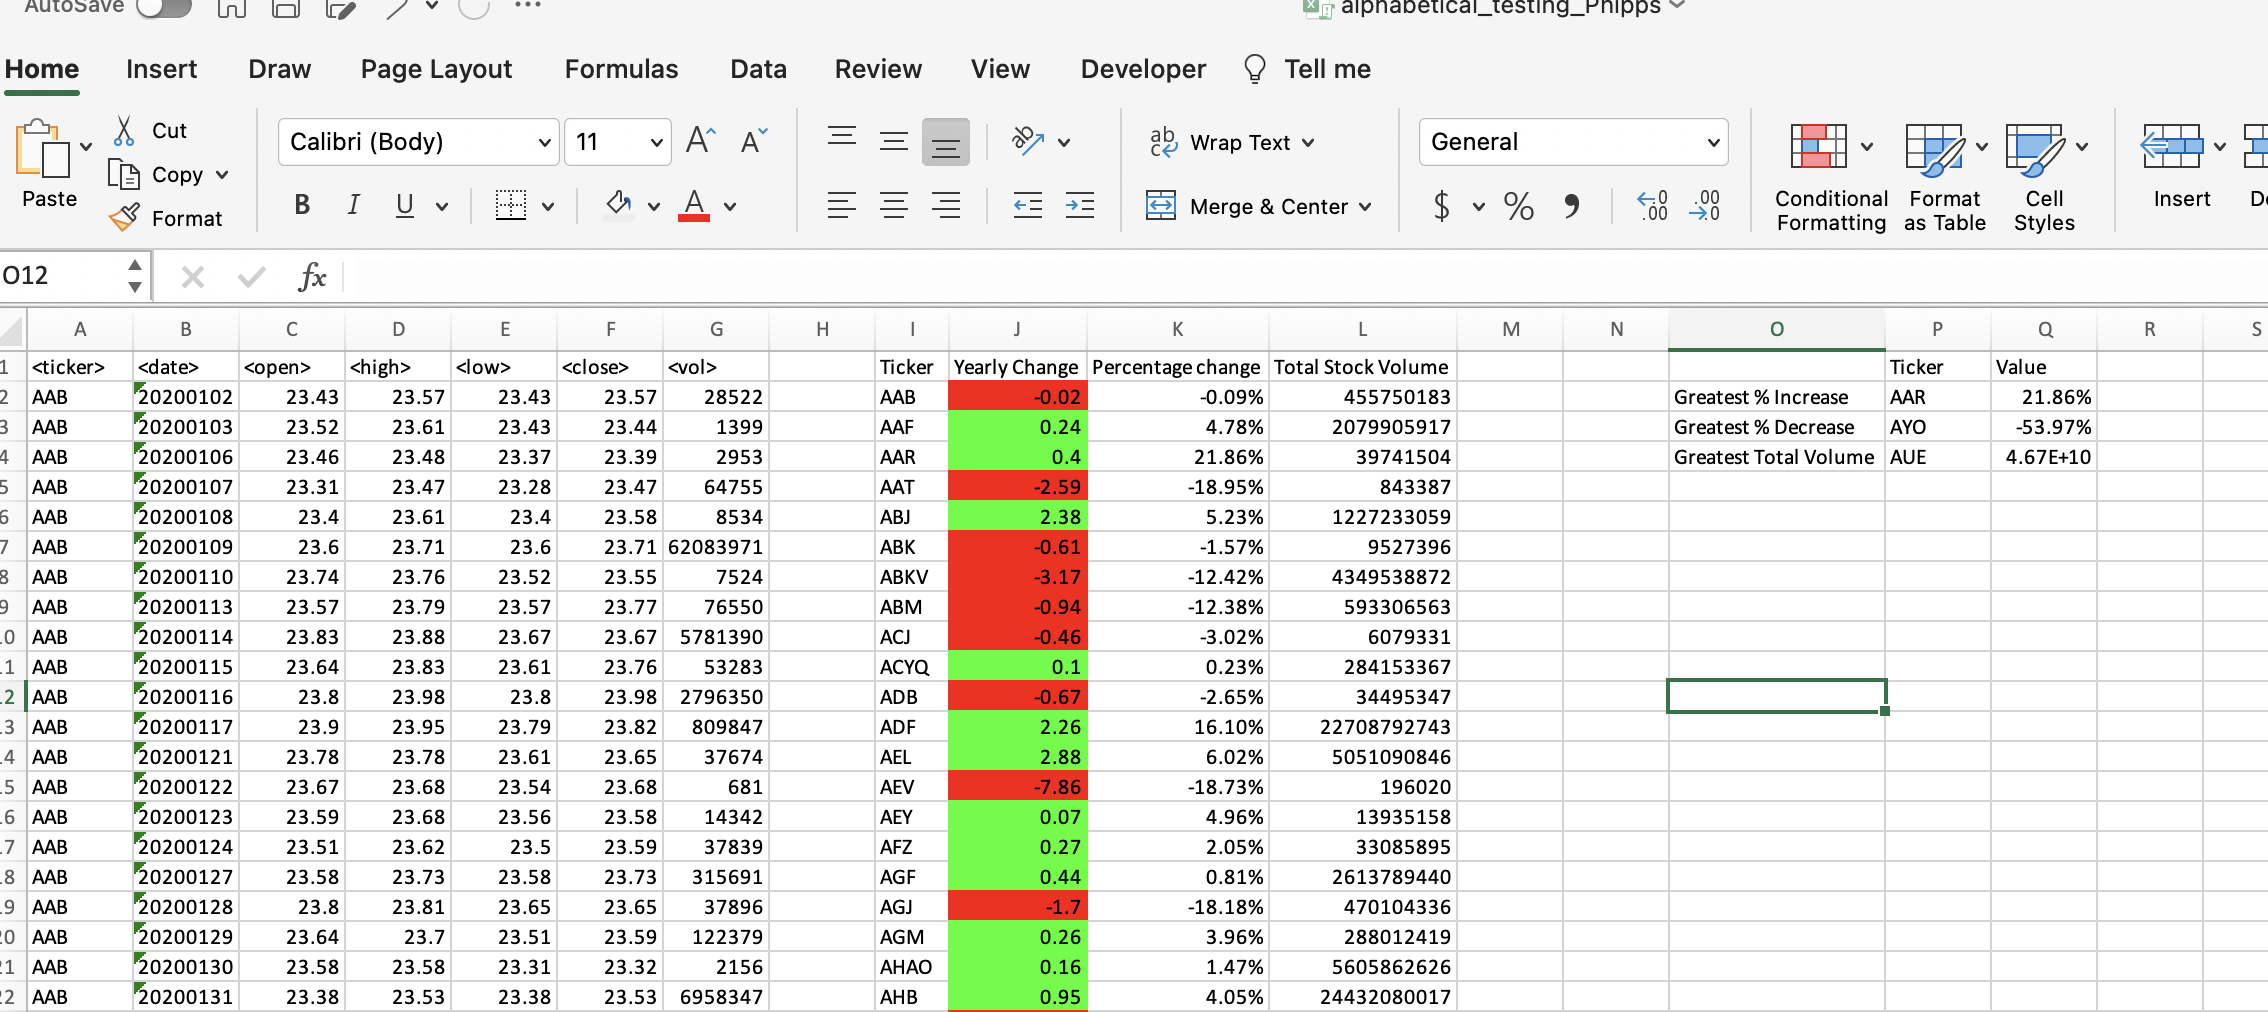 AutoSave alphabetical_testing_Phipps
Home Insert Draw Page Layout Formulas Data Review View Developer Tell me
Paste Cut Copy Format
Calibri (Body) 11
B I U A
Wrap Text
Merge & Center
General
$ % .00 .00
Conditional Formatting
Format as Table
Cell Styles
Insert
O12 fx
A B C D E F G H I J K L M N O P Q R S
1 <ticker> <date> <open> <high> <low> <close> <vol> Ticker Yearly Change Percentage change Total Stock Volume Ticker Value
2 AAB 20200102 23.43 23.57 23.43 23.57 28522 AAB -0.02 -0.09% 455750183 Greatest % Increase AAR 21.86%
3 AAB 20200103 23.52 23.61 23.43 23.44 1399 AAF 0.24 4.78% 2079905917 Greatest % Decrease AYO -53.97%
4 AAB 20200106 23.46 23.48 23.37 23.39 2953 AAR 0.4 21.86% 39741504 Greatest Total Volume AUE 4.67E+10
5 AAB 20200107 23.31 23.47 23.28 23.47 64755 AAT -2.59 -18.95% 843387
6 AAB 20200108 23.4 23.61 23.4 23.58 8534 ABJ 2.38 5.23% 1227233059
7 AAB 20200109 23.6 23.71 23.6 23.71 62083971 ABK -0.61 -1.57% 9527396
8 AAB 20200110 23.74 23.76 23.52 23.55 7524 ABKV -3.17 -12.42% 4349538872
9 AAB 20200113 23.57 23.79 23.57 23.77 76550 ABM -0.94 -12.38% 593306563
0 AAB 20200114 23.83 23.88 23.67 23.67 5781390 ACJ -0.46 -3.02% 6079331
1 AAB 20200115 23.64 23.83 23.61 23.76 53283 ACYQ 0.1 0.23% 284153367
2 AAB 20200116 23.8 23.98 23.8 23.98 2796350 ADB -0.67 -2.65% 34495347
3 AAB 20200117 23.9 23.95 23.79 23.82 809847 ADF 2.26 16.10% 22708792743
4 AAB 20200121 23.78 23.78 23.61 23.65 37674 AEL 2.88 6.02% 5051090846
5 AAB 20200122 23.67 23.68 23.54 23.68 681 AEV -7.86 -18.73% 196020
6 AAB 20200123 23.59 23.68 23.56 23.58 14342 AEY 0.07 4.96% 13935158
7 AAB 20200124 23.51 23.62 23.5 23.59 37839 AFZ 0.27 2.05% 33085895
8 AAB 20200127 23.58 23.73 23.58 23.73 315691 AGF 0.44 0.81% 2613789440
9 AAB 20200128 23.8 23.81 23.65 23.65 37896 AGJ -1.7 -18.18% 470104336
20 AAB 20200129 23.64 23.7 23.51 23.59 122379 AGM 0.26 3.96% 288012419
21 AAB 20200130 23.58 23.58 23.31 23.32 2156 AHAO 0.16 1.47% 5605862626
22 AAB 20200131 23.38 23.53 23.38 23.53 6958347 AHB 0.95 4.05% 24432080017